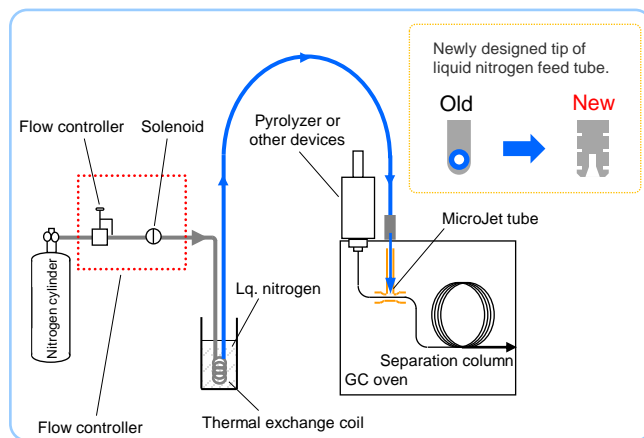 Newly designed tip of
liquid nitrogen feed tube.
Old
New
Pyrolyzer or
other devices
Flow controller
Solenoid
MicroJet tube
Nitrogen cylinder
Lq. nitrogen
Separation column
GC oven
Thermal exchange coil
Flow controller